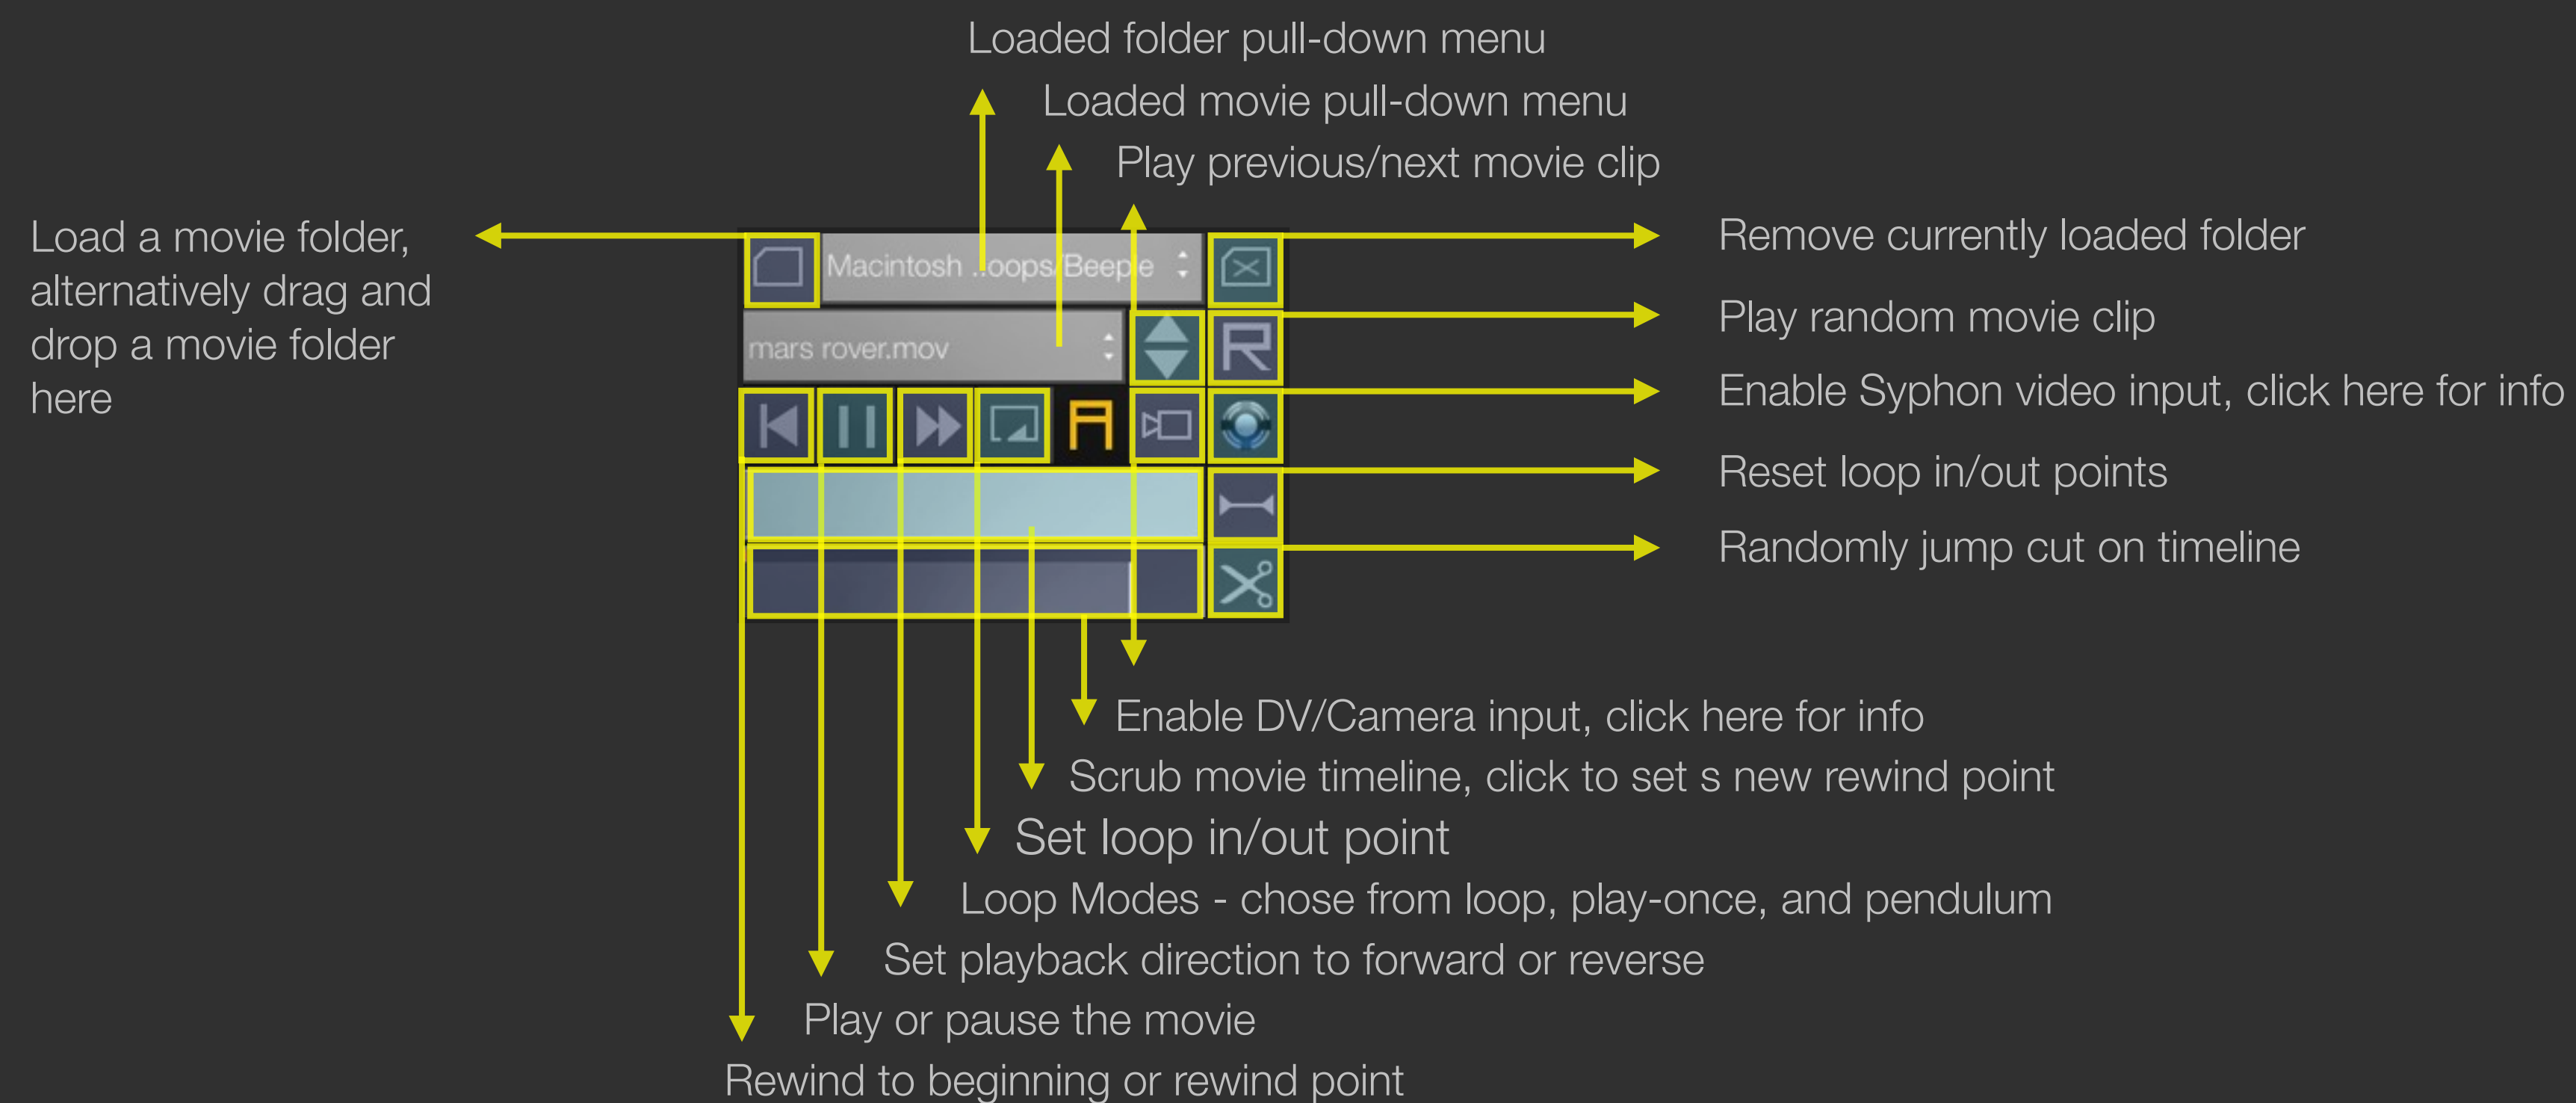 Loaded folder pull-down menu
Loaded movie pull-down menu
Play previous/next movie clip
Load a movie folder,
alternatively drag and
drop a movie folder
here
Macintosh ..oops/Beeple
mars rover.mov
R
A
Remove currently loaded folder
Play random movie clip
Enable Syphon video input, click here for info
Reset loop in/out points
Randomly jump cut on timeline
Enable DV/Camera input, click here for info
Scrub movie timeline, click to set s new rewind point
Set loop in/out point
Loop Modes - chose from loop, play-once, and pendulum
Set playback direction to forward or reverse
Play or pause the movie
Rewind to beginning or rewind point